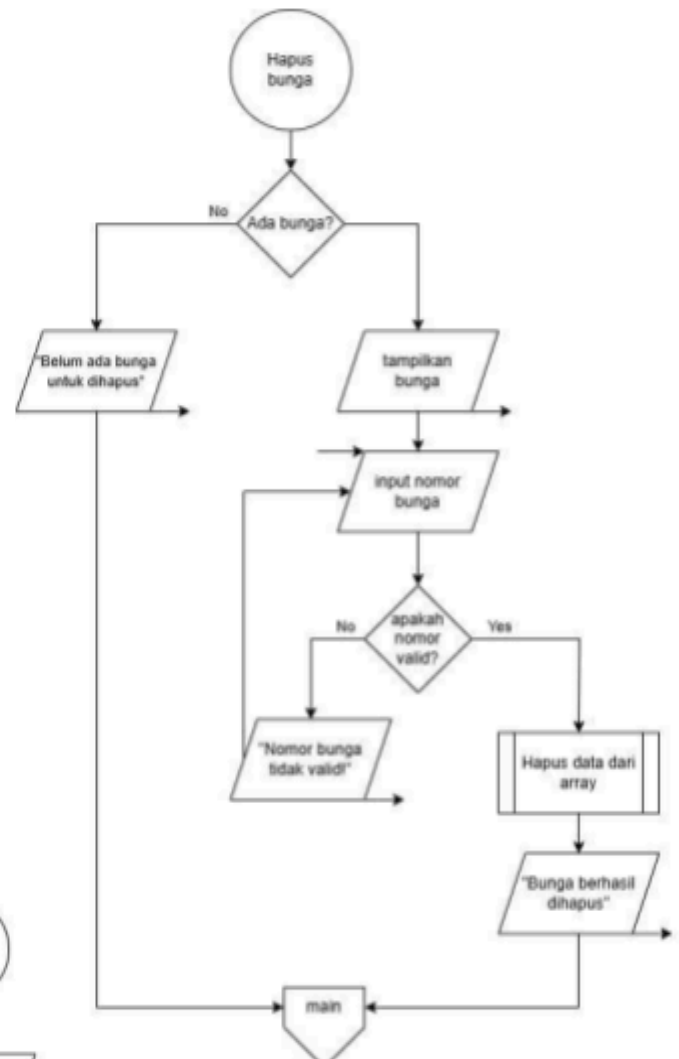 Hapus
bunga
No
Ada bunga?
"Belum ada bunga
untuk dihapus"
tampilkan
bunga
input nomor
bunga
No
apakah
nomor
valid?
Yes
"Nomor bunga
tidak valid!"
Hapus data dari
array
"Bunga berhasil
dihapus"
main